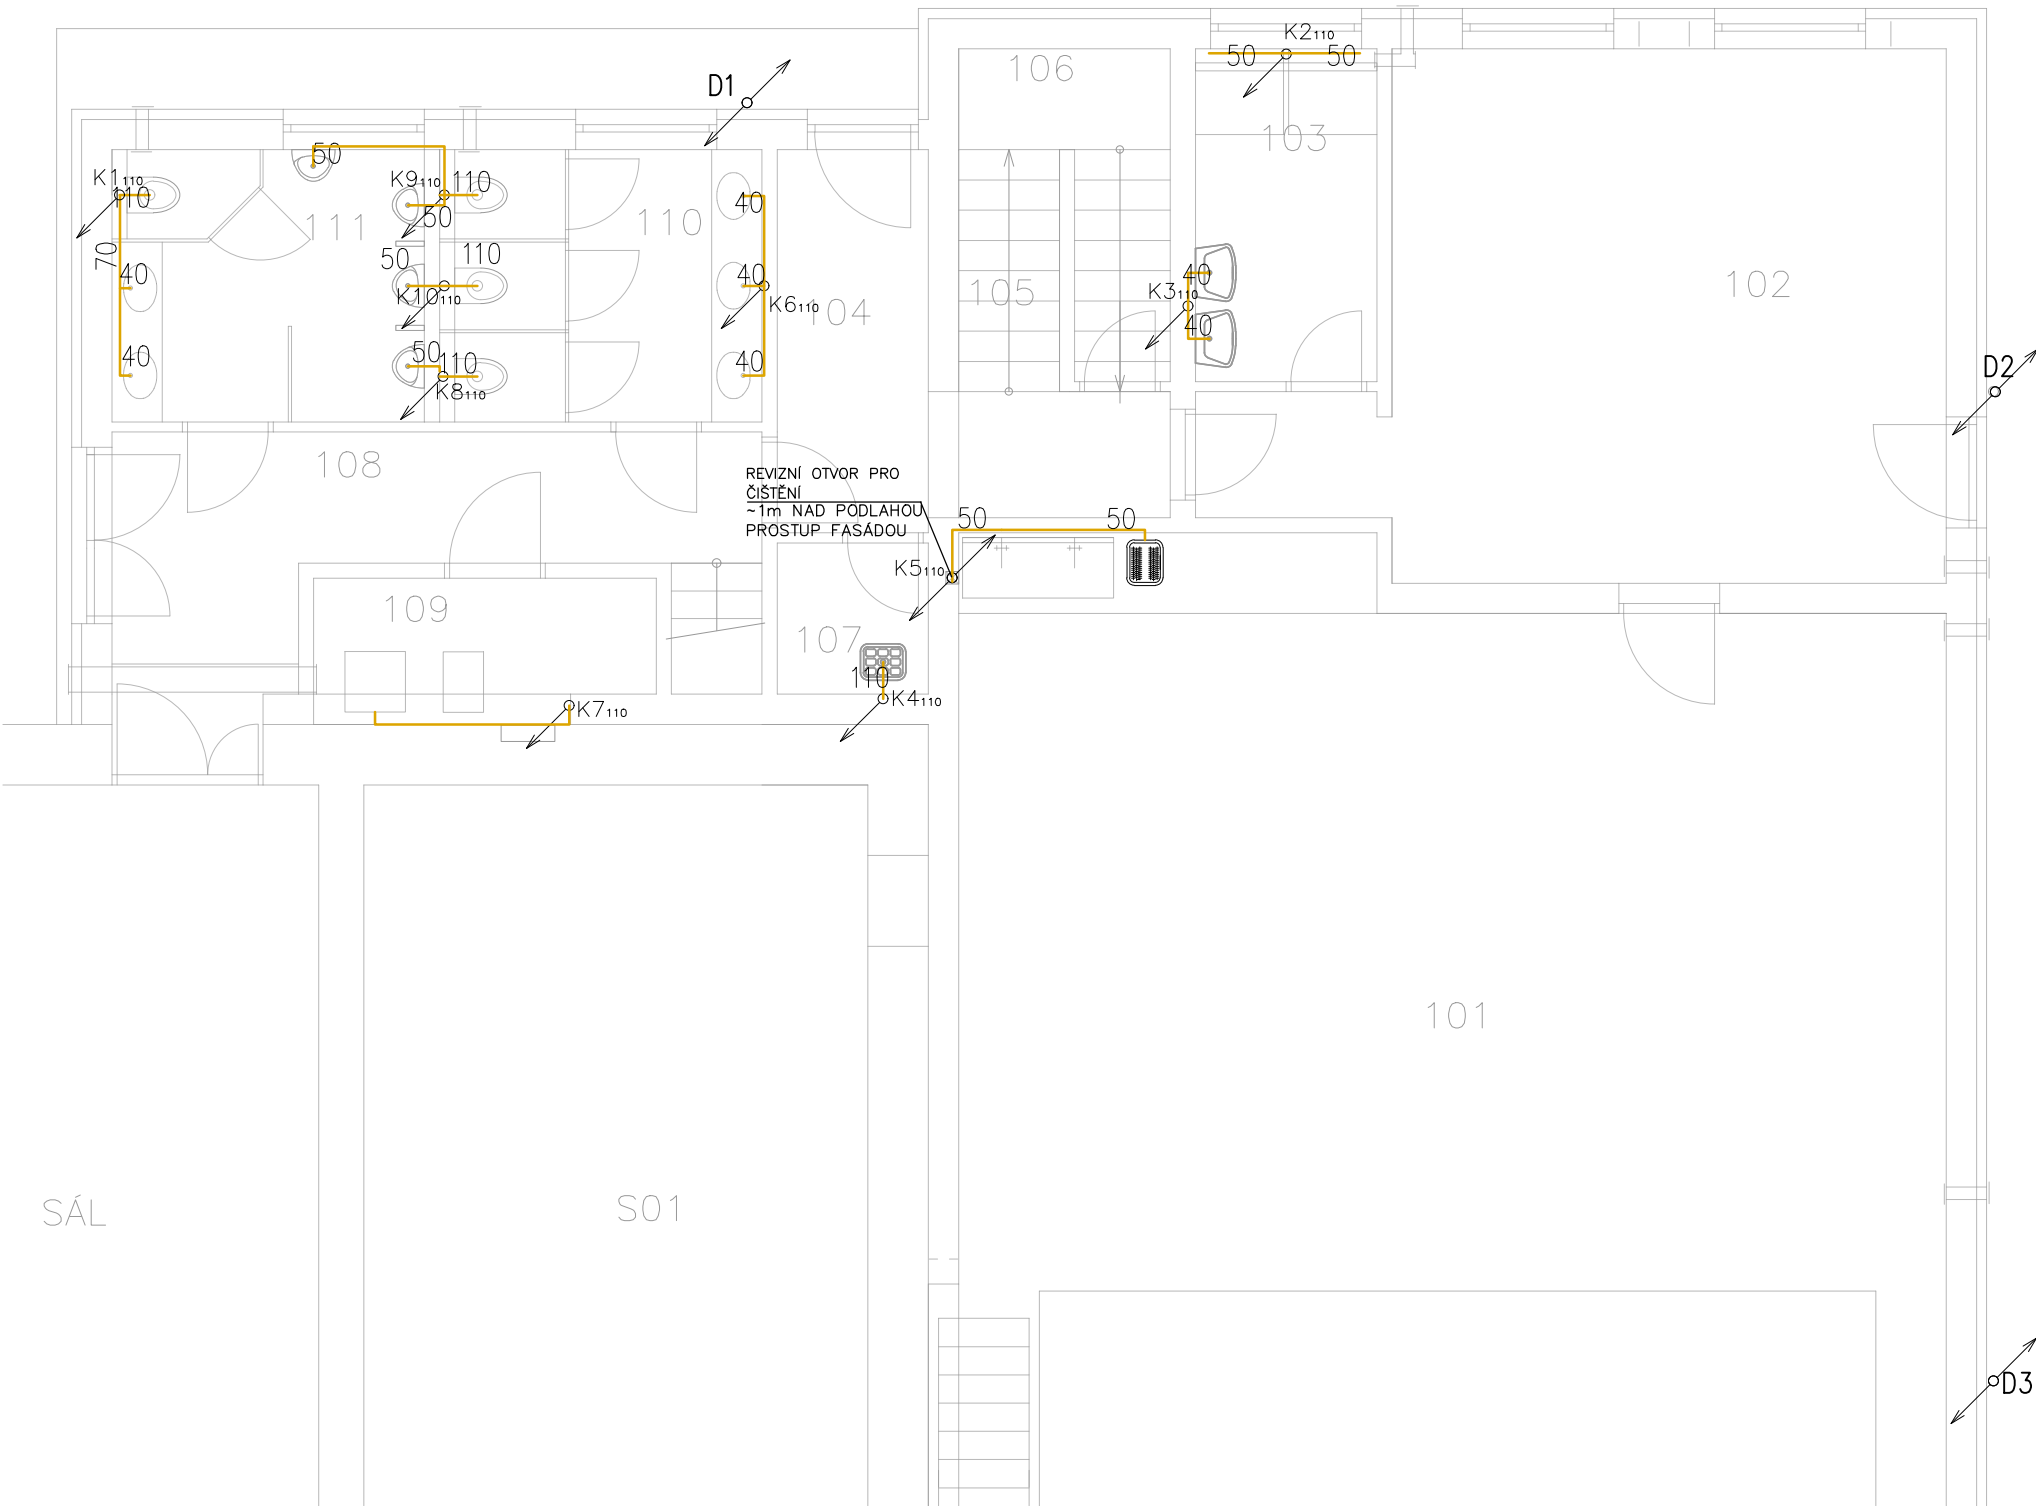 K2110
50
50
106
D1
103
50
K1110
110
K9110
110
50
111
110
70
40
50
110
K10110
40
40
K6110
104
105
K3110
40
40
102
40
50
110
K8110
40
D2
108
REVIZNÍ OTVOR PRO
ČIŠTĚNÍ
~1m NAD PODLAHOU
PROSTUP FASÁDOU
50
50
K5110
109
107
110
K4110
K7110
101
SÁL
S01
D3